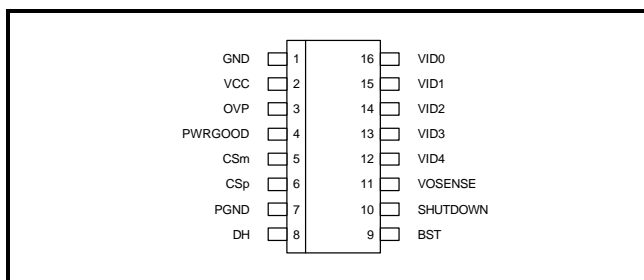 GND 1 16 VID0
VCC 2 15 VID1
OVP 3 14 VID2
PWRGOOD 4 13 VID3
CSm 5 12 VID4
CSp 6 11 VOSENSE
PGND 7 10 SHUTDOWN
DH 8 9 BST